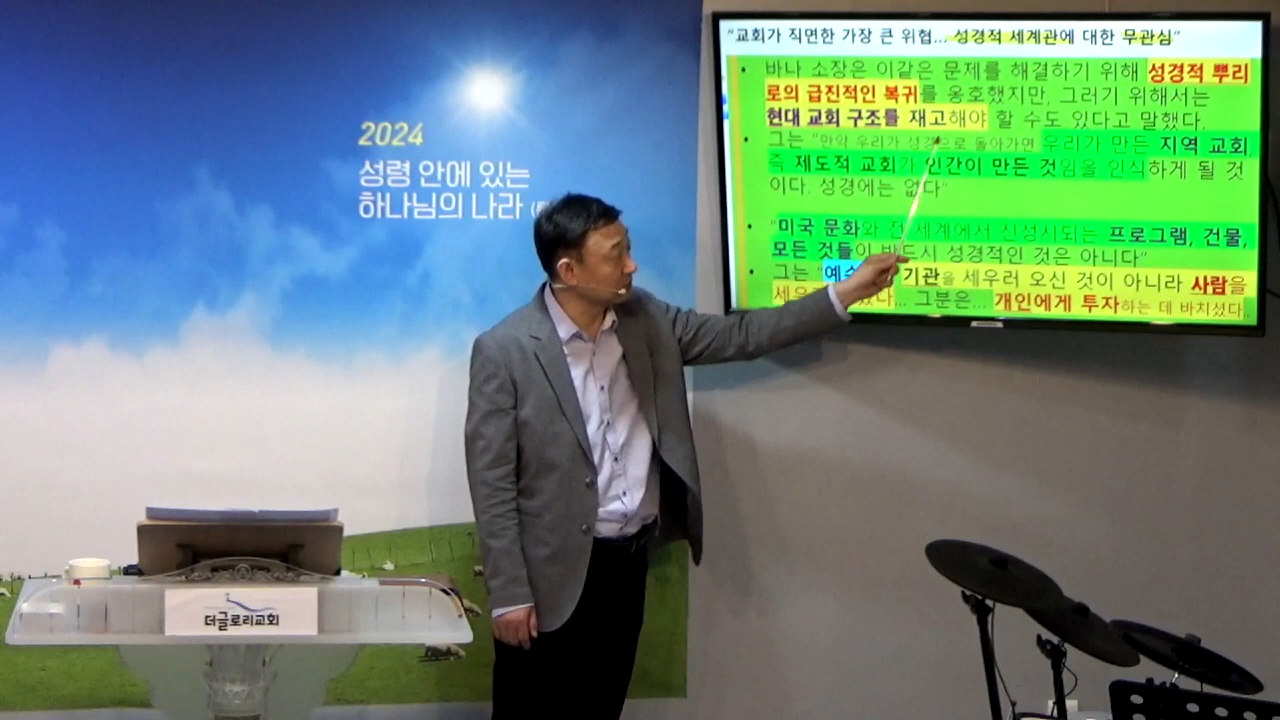 2024
성령 안에 있는
하나님의 나라
더글로리교회
“교회가 직면한 가장 큰 위협... 성경적 세계관에 대한 무관심”
• 바나 소장은 이같은 문제를 해결하기 위해 성경적 뿌리
로의 급진적인 복귀를 옹호했지만, 그러기 위해서는
현대 교회 구조를 재고해야 할 수도 있다고 말했다.
• 그는 “만약 우리가 성경으로 돌아가면 우리가 만든 지역 교회
즉 제도적 교회가 인간이 만든 것임을 인식하게 될 것
이다. 성경에는 없다”
• “미국 문화와 전 세계에서 신성시되는 프로그램, 건물,
모든 것들이 반드시 성경적인 것은 아니다”
• 그는 “예수 기관을 세우러 오신 것이 아니라 사람을
... 그분은... 개인에게 투자하는 데 바치셨다.